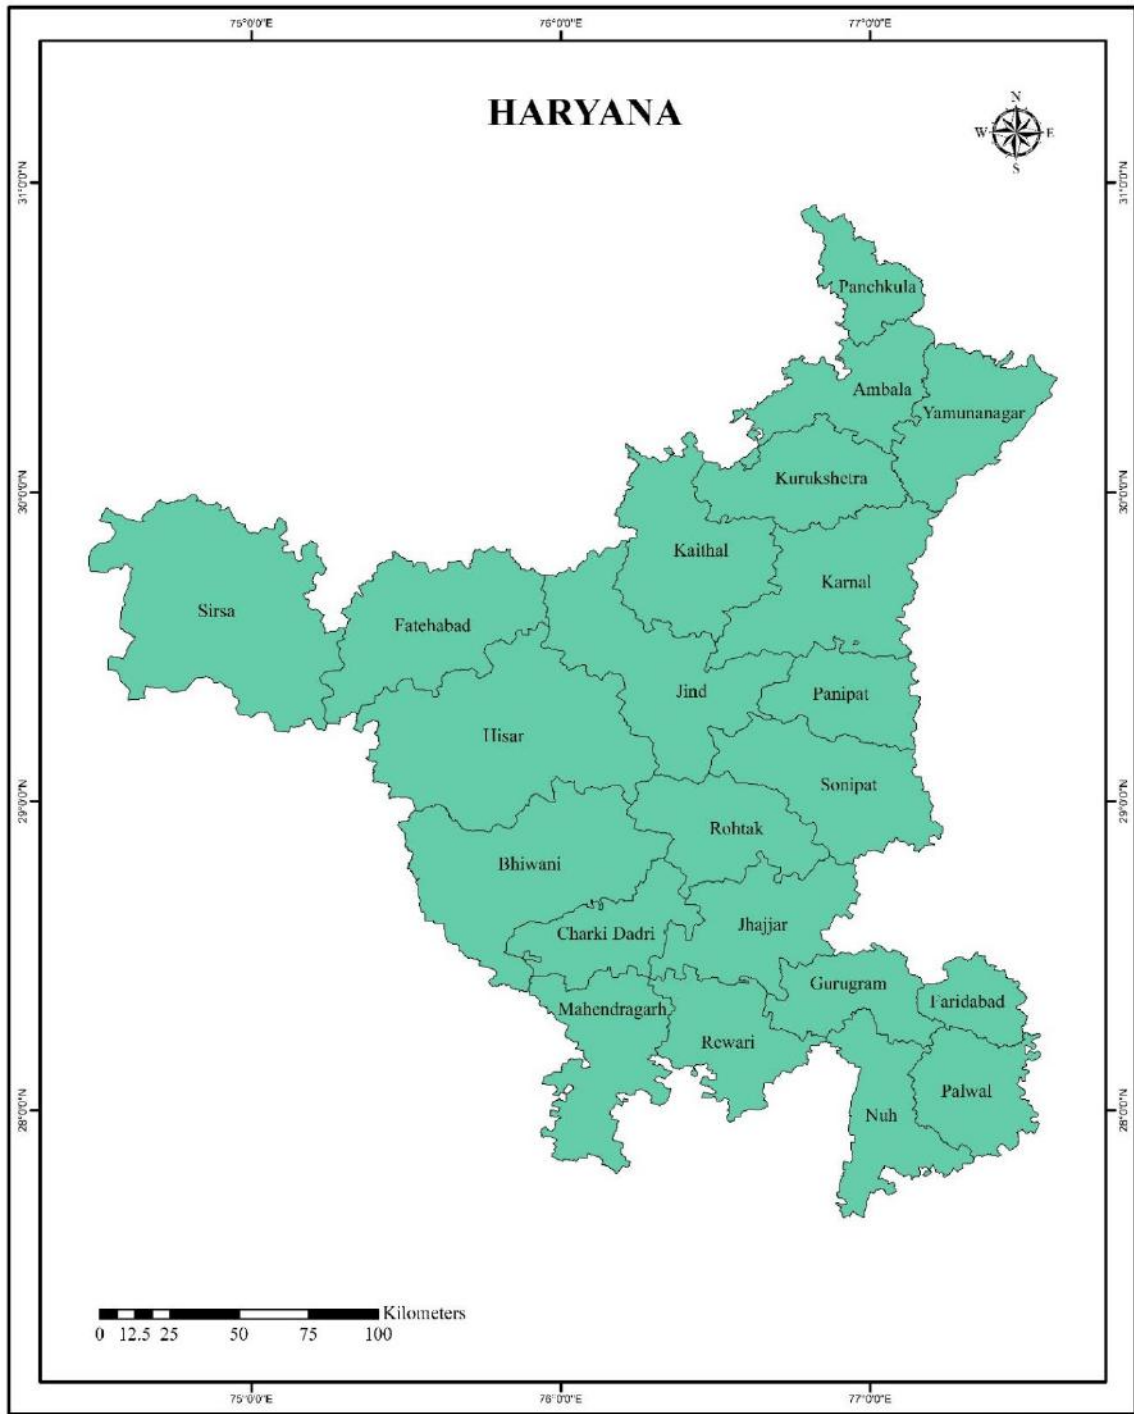 75°0'0"E 76°0'0"E 77°0'0"E
HARYANA
N
W E
S
31°0'0"N 31°0'0"N
Panchkula
Ambala
Yamunanagar
Kurukshetra
30°0'0"N 30°0'0"N
Kaithal
Karnal
Sirsa
Fatehabad
Jind
Panipat
Hisar
Sonipat
29°0'0"N 29°0'0"N
Rohtak
Bhiwani
Jhajjar
Charki Dadri
Gurugram
Faridabad
Mahendragarh
Rewari
Palwal
28°0'0"N 28°0'0"N
Nuh
Kilometers
0 12.5 25 50 75 100
75°0'0"E 76°0'0"E 77°0'0"E